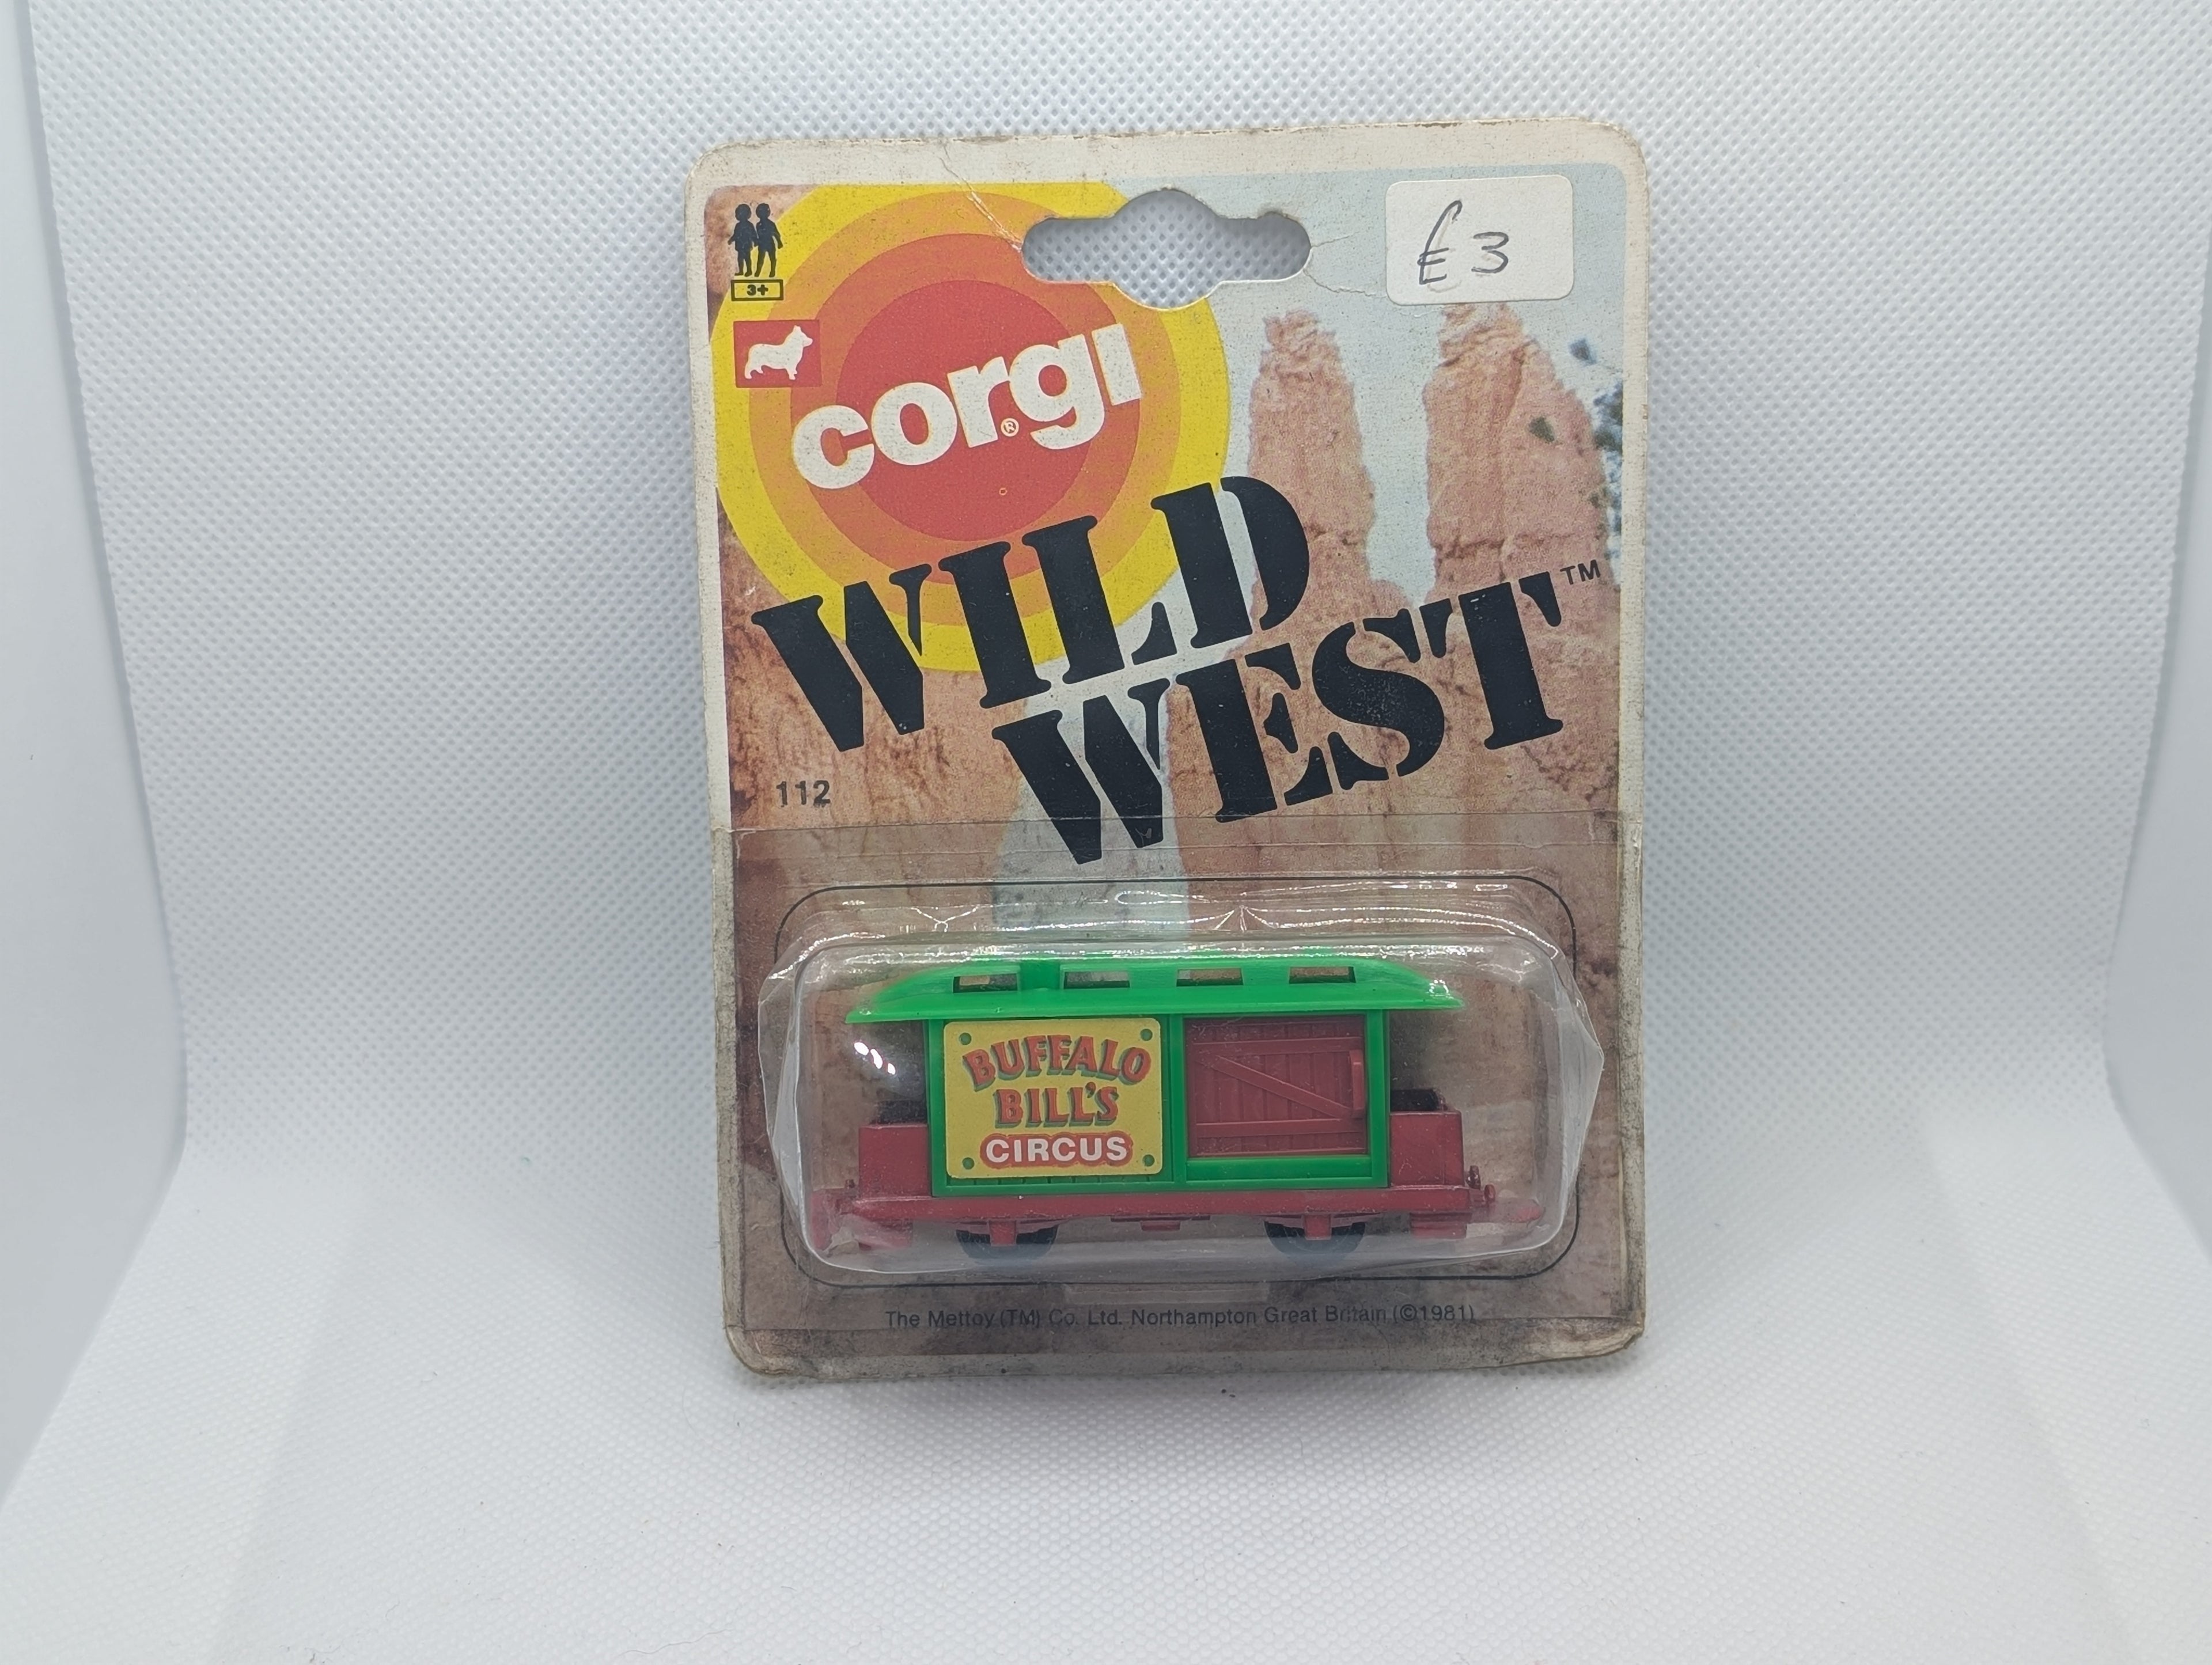 £3
3+
corgi®
WILD
WEST™
112
BUFFALO
BILL'S
CIRCUS
The Mettoy (TM) Co. Ltd. Northampton Great Britain (©1981)